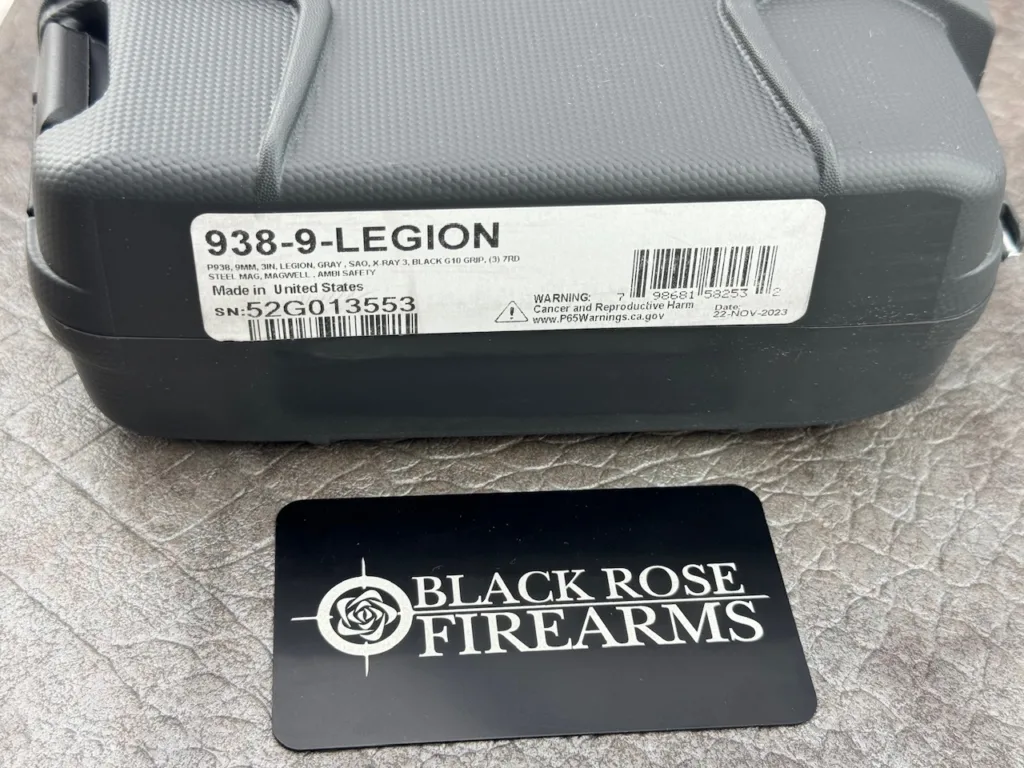 938-9-LEGION
P938, 9MM, 3IN, LEGION, GRAY , SAO, X-RAY 3, BLACK G10 GRIP, (3) 7RD
STEEL MAG, MAGWELL , AMBI SAFETY
Made in United States
SN:52G013553
WARNING:
Cancer and Reproductive Harm
www.P65Warnings.ca.gov
7 98681 58253 2
Date:
22-NOV-2023
BLACK ROSE
FIREARMS